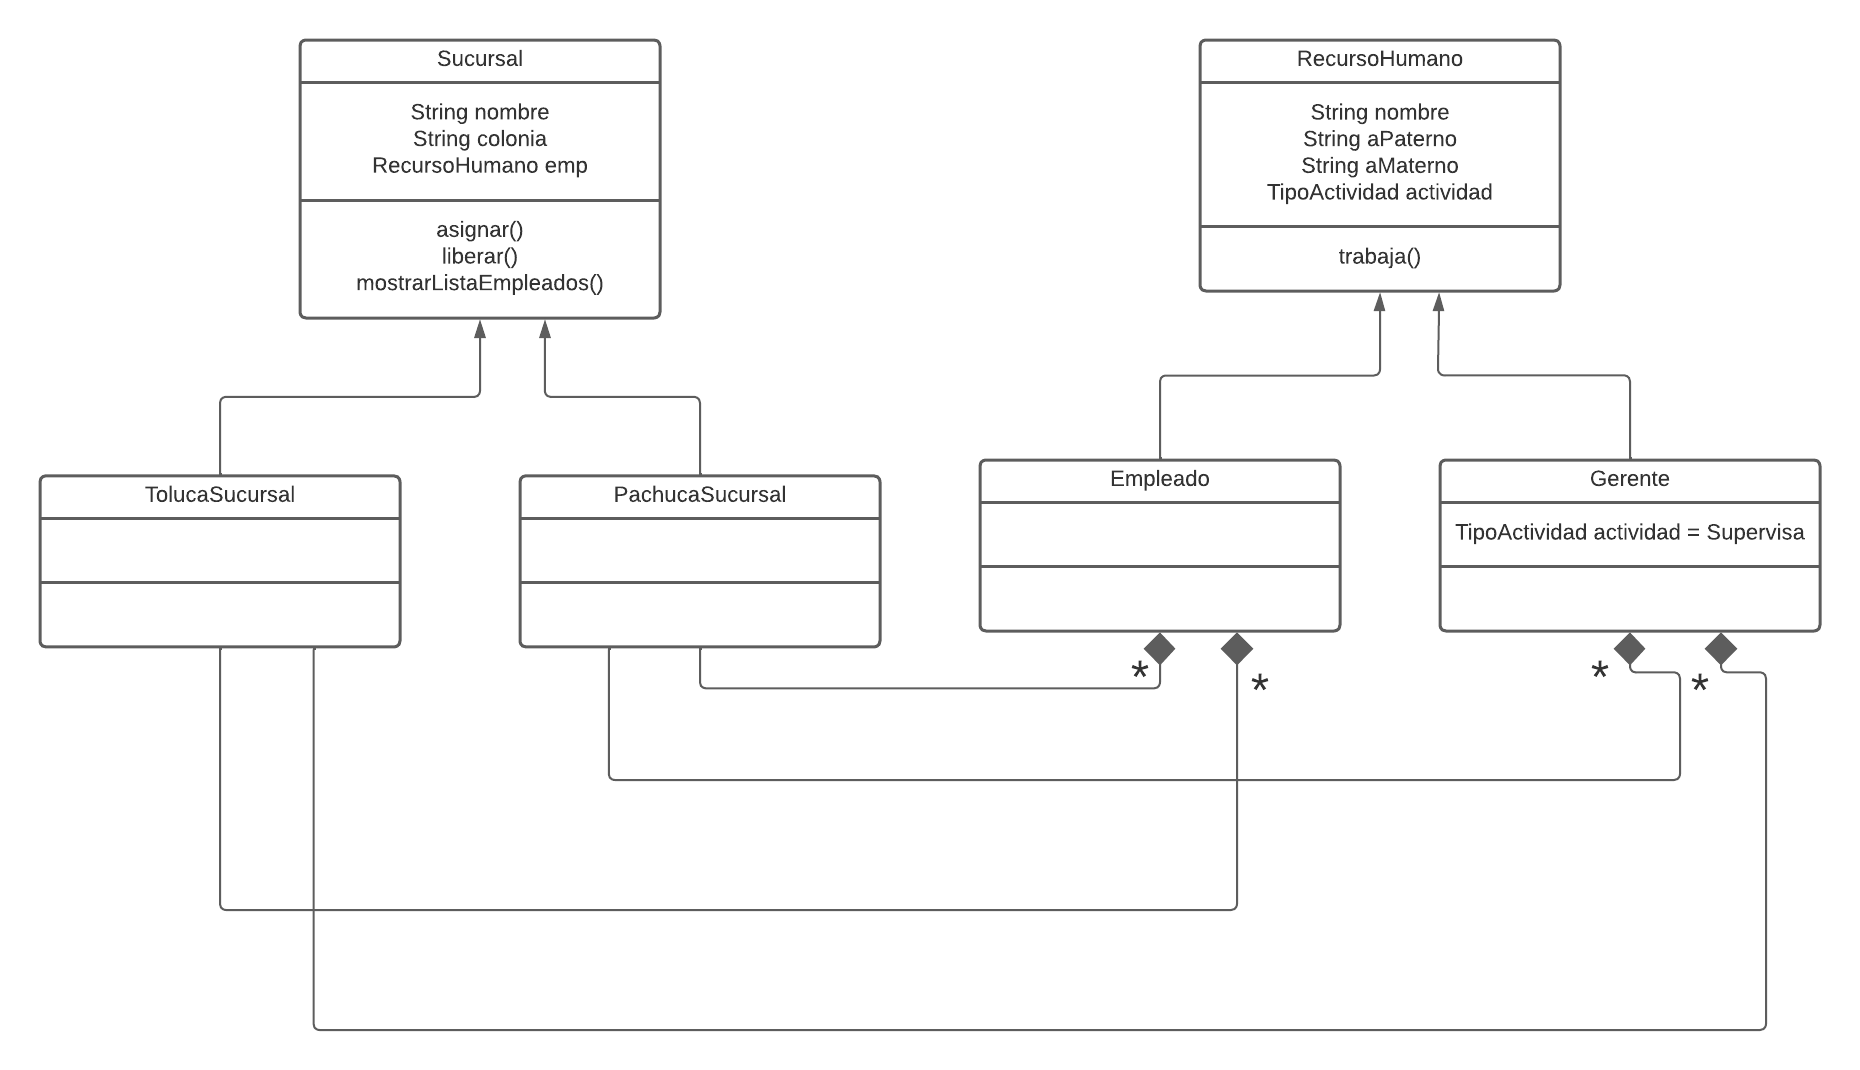 Sucursal
String nombre
String colonia
RecursoHumano emp
asignar()
liberar()
mostrarListaEmpleados()
RecursoHumano
String nombre
String aPaterno
String aMaterno
TipoActividad actividad
trabaja()
TolucaSucursal
PachucaSucursal
Empleado
Gerente
TipoActividad actividad = Supervisa
*
*
*
*